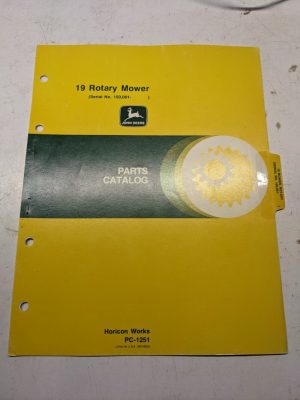 19 Rotary Mower
(Serial No. 150,001- )
JOHN DEERE
PARTS
CATALOG
Horicon Works
PC-1251